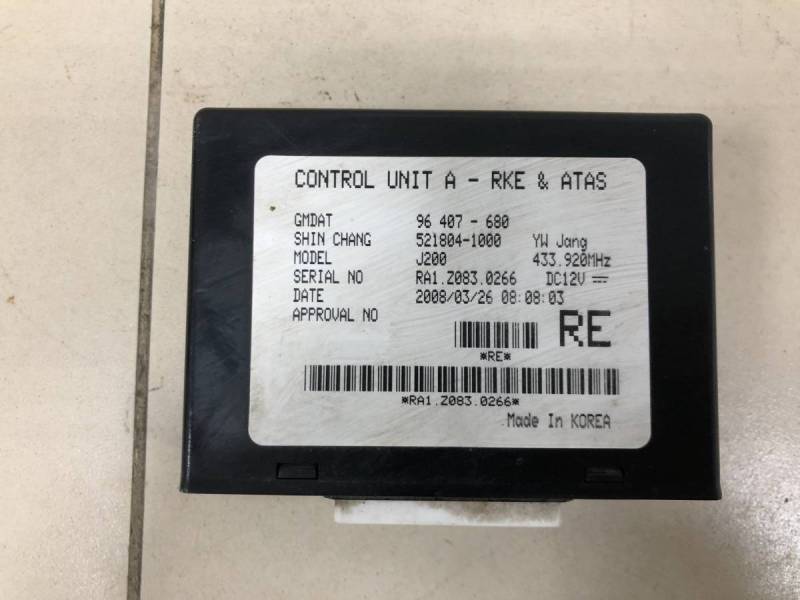 CONTROL UNIT A - RKE & ATAS
GMDAT 96 407 - 680
SHIN CHANG 521804-1000 YW Jang
MODEL J200 433.920MHz
SERIAL NO RA1.Z083.0266 DC12V ⎓
DATE 2008/03/26 08:08:03
APPROVAL NO
RE
*RE*
*RA1.Z083.0266*
Made In KOREA